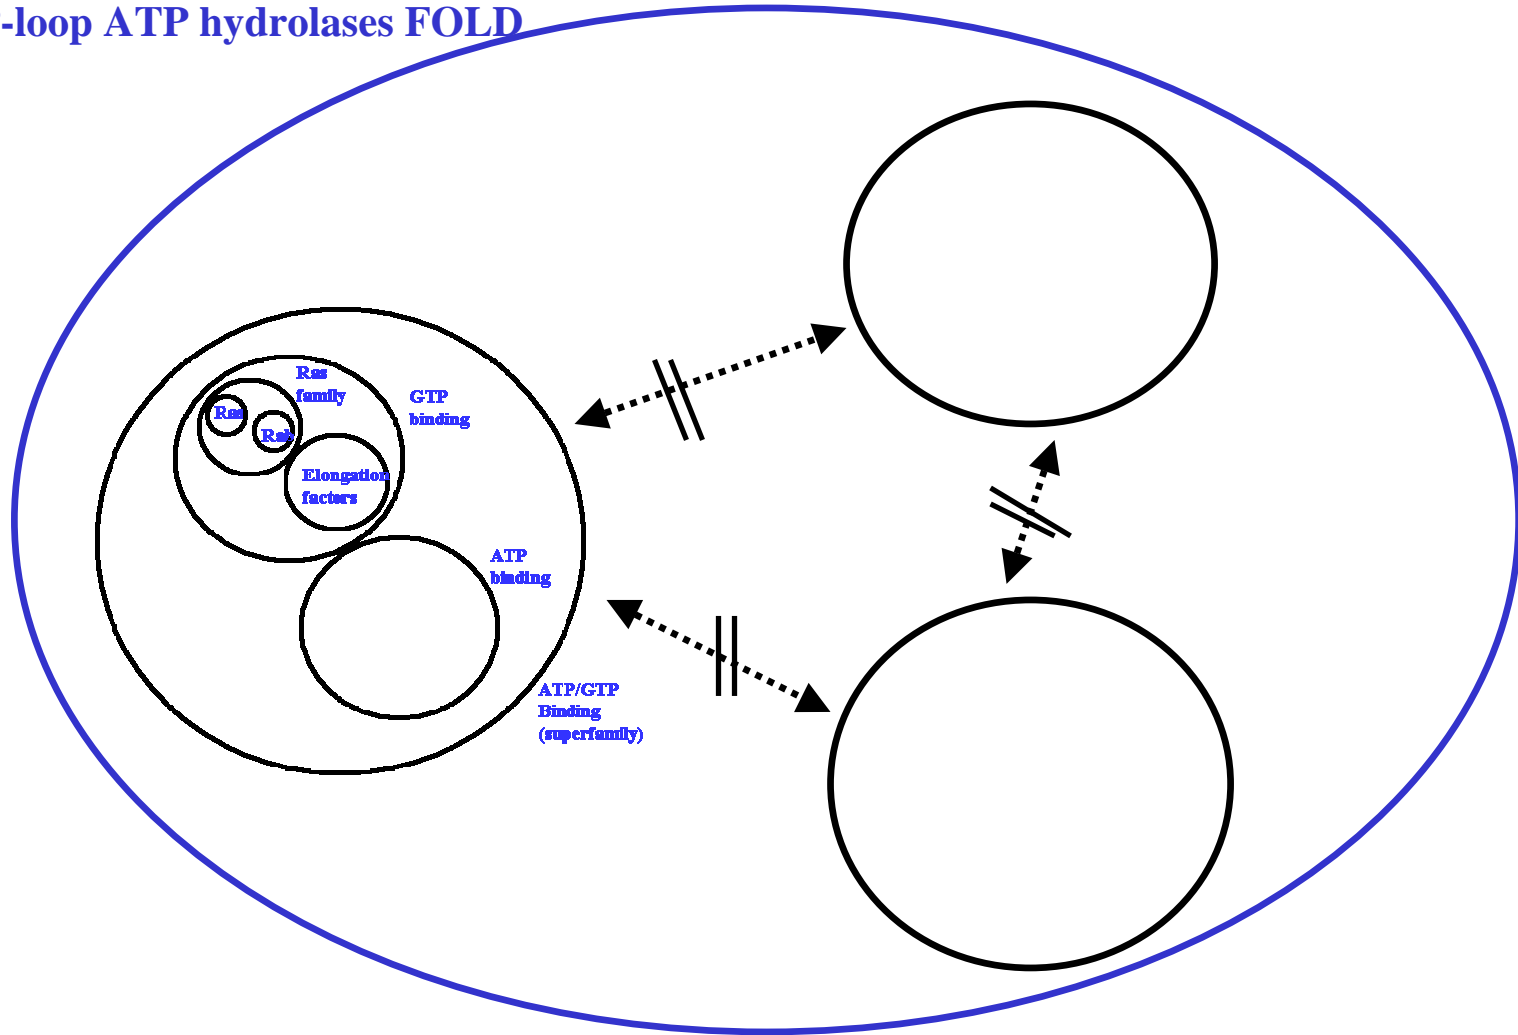 -loop ATP hydrolases FOLD
Ras
family
GTP
binding
Ras
Rab
Elongation
factors
ATP
binding
ATP/GTP
Binding
(superfamily)